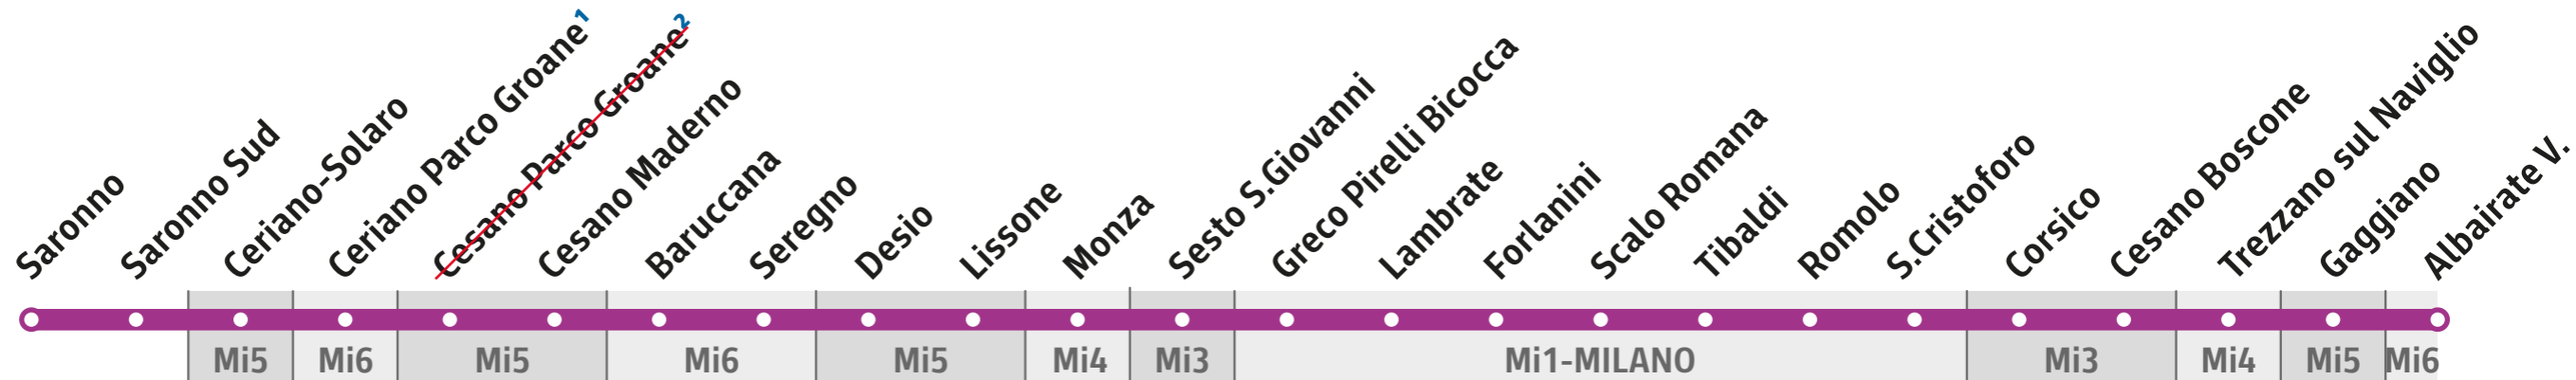 Saronno
Saronno Sud
Ceriano-Solaro
Ceriano Parco Groane1
Cesano Parco Groane2
Cesano Maderno
Baruccana
Seregno
Desio
Lissone
Monza
Sesto S.Giovanni
Greco Pirelli Bicocca
Lambrate
Forlanini
Scalo Romana
Tibaldi
Romolo
S.Cristoforo
Corsico
Cesano Boscone
Trezzano sul Naviglio
Gaggiano
Albairate V.
Mi5
Mi6
Mi5
Mi6
Mi5
Mi4
Mi3
Mi1-MILANO
Mi3
Mi4
Mi5
Mi6